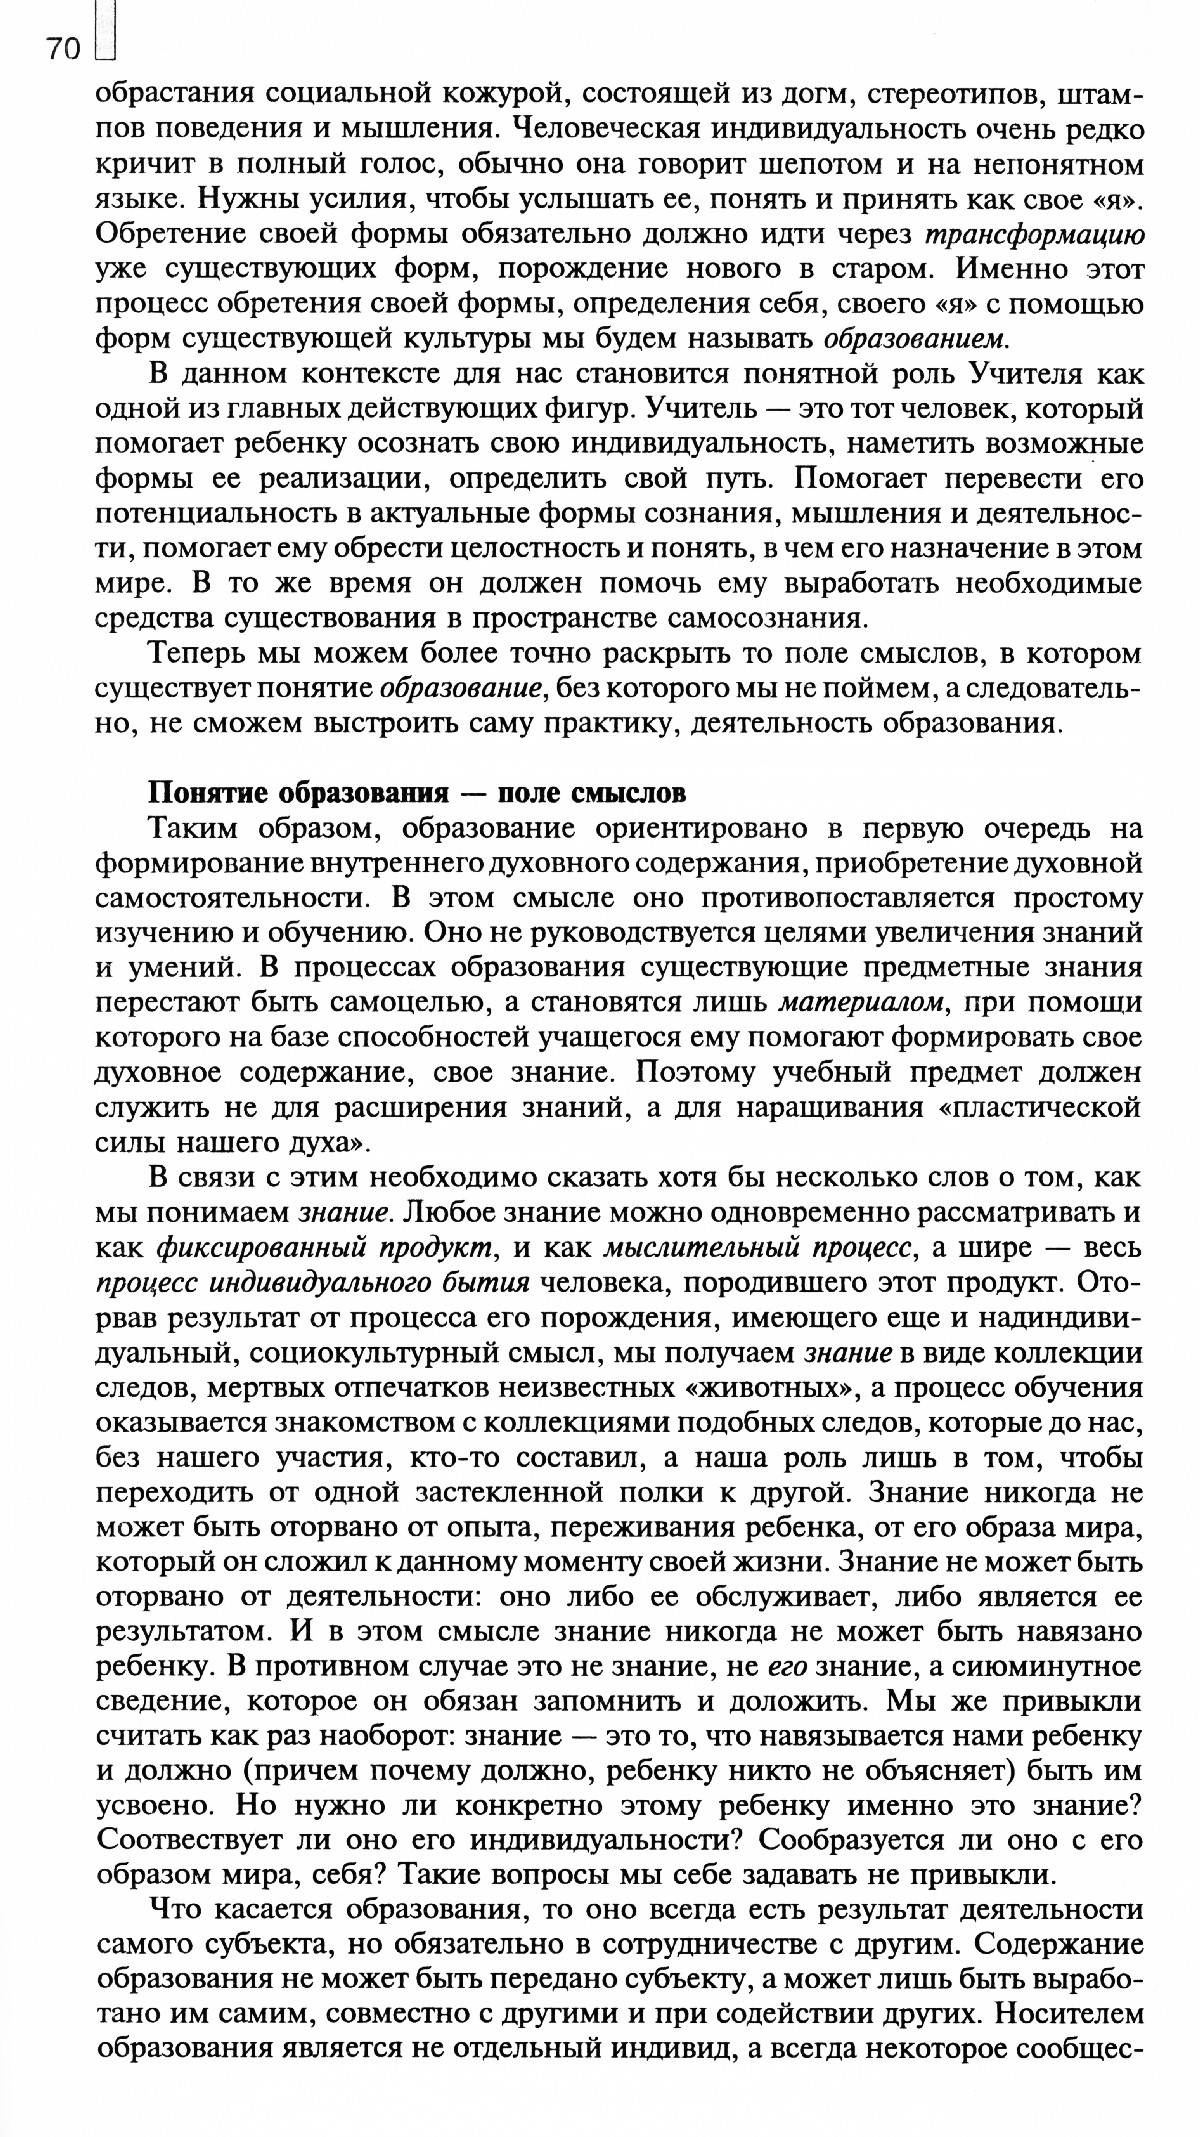 70
обрастания социальной кожурой, состоящей из догм, стереотипов, штам-
пов поведения и мышления. Человеческая индивидуальность очень редко
кричит в полный голос, обычно она говорит шепотом и на непонятном
языке. Нужны усилия, чтобы услышать ее, понять и принять как свое «я».
Обретение своей формы обязательно должно идти через трансформацию
уже существующих форм, порождение нового в старом. Именно этот
процесс обретения своей формы, определения себя, своего «я» с помощью
форм существующей культуры мы будем называть образованием.
В данном контексте для нас становится понятной роль Учителя как
одной из главных действующих фигур. Учитель — это тот человек, который
помогает ребенку осознать свою индивидуальность, наметить возможные
формы ее реализации, определить свой путь. Помогает перевести его
потенциальность в актуальные формы сознания, мышления и деятельнос-
ти, помогает ему обрести целостность и понять, в чем его назначение в этом
мире. В то же время он должен помочь ему выработать необходимые
средства существования в пространстве самосознания.
Теперь мы можем более точно раскрыть то поле смыслов, в котором
существует понятие образование, без которого мы не поймем, а следователь-
но, не сможем выстроить саму практику, деятельность образования.
Понятие образования — поле смыслов
Таким образом, образование ориентировано в первую очередь на
формирование внутреннего духовного содержания, приобретение духовной
самостоятельности. В этом смысле оно противопоставляется простому
изучению и обучению. Оно не руководствуется целями увеличения знаний
и умений. В процессах образования существующие предметные знания
перестают быть самоцелью, а становятся лишь материалом, при помощи
которого на базе способностей учащегося ему помогают формировать свое
духовное содержание, свое знание. Поэтому учебный предмет должен
служить не для расширения знаний, а для наращивания «пластической
силы нашего духа».
В связи с этим необходимо сказать хотя бы несколько слов о том, как
мы понимаем знание. Любое знание можно одновременно рассматривать и
как фиксированный продукт, и как мыслительный процесс, а шире — весь
процесс индивидуального бытия человека, породившего этот продукт. Ото-
рвав результат от процесса его порождения, имеющего еще и надиндиви-
дуальный, социокультурный смысл, мы получаем знание в виде коллекции
следов, мертвых отпечатков неизвестных «животных», а процесс обучения
оказывается знакомством с коллекциями подобных следов, которые до нас,
без нашего участия, кто-то составил, а наша роль лишь в том, чтобы
переходить от одной застекленной полки к другой. Знание никогда не
может быть оторвано от опыта, переживания ребенка, от его образа мира,
который он сложил к данному моменту своей жизни. Знание не может быть
оторвано от деятельности: оно либо ее обслуживает, либо является ее
результатом. И в этом смысле знание никогда не может быть навязано
ребенку. В противном случае это не знание, не его знание, а сиюминутное
сведение, которое он обязан запомнить и доложить. Мы же привыкли
считать как раз наоборот: знание — это то, что навязывается нами ребенку
и должно (причем почему должно, ребенку никто не объясняет) быть им
усвоено. Но нужно ли конкретно этому ребенку именно это знание?
Соотвествует ли оно его индивидуальности? Сообразуется ли оно с его
образом мира, себя? Такие вопросы мы себе задавать не привыкли.
Что касается образования, то оно всегда есть результат деятельности
самого субъекта, но обязательно в сотрудничестве с другим. Содержание
образования не может быть передано субъекту, а может лишь быть вырабо-
тано им самим, совместно с другими и при содействии других. Носителем
образования является не отдельный индивид, а всегда некоторое сообщес-